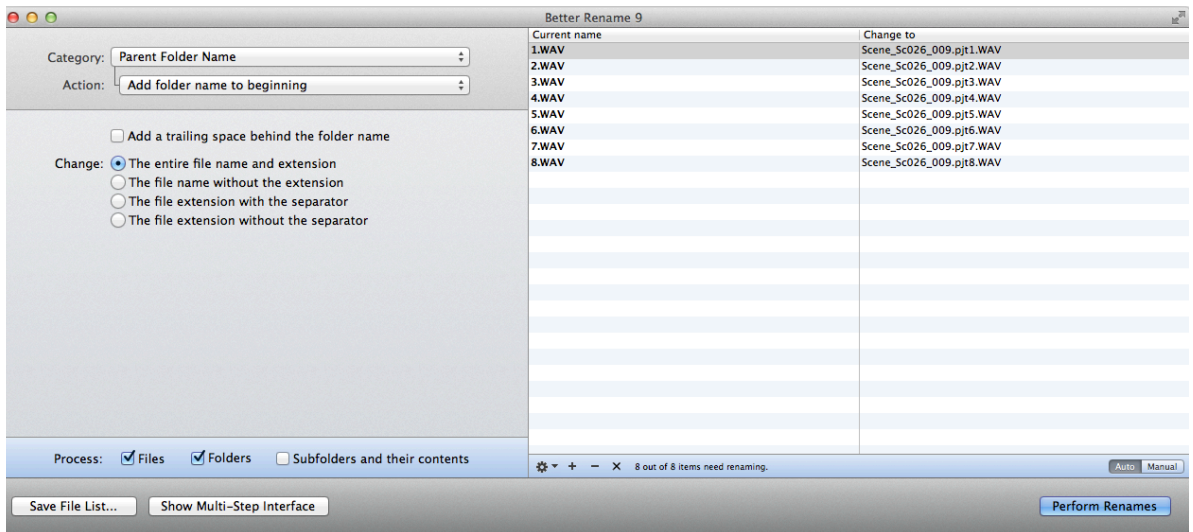 Better Rename 9
Category: Parent Folder Name
Action: Add folder name to beginning
Add a trailing space behind the folder name
Change: The entire file name and extension
The file name without the extension
The file extension with the separator
The file extension without the separator
Process: Files Folders Subfolders and their contents
Current name Change to
1.WAV Scene_Sc026_009.pjt1.WAV
2.WAV Scene_Sc026_009.pjt2.WAV
3.WAV Scene_Sc026_009.pjt3.WAV
4.WAV Scene_Sc026_009.pjt4.WAV
5.WAV Scene_Sc026_009.pjt5.WAV
6.WAV Scene_Sc026_009.pjt6.WAV
7.WAV Scene_Sc026_009.pjt7.WAV
8.WAV Scene_Sc026_009.pjt8.WAV
8 out of 8 items need renaming. Auto Manual
Save File List... Show Multi-Step Interface Perform Renames